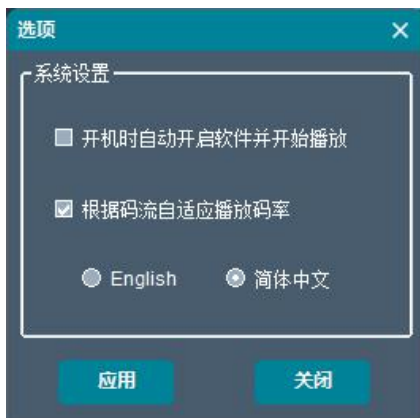 选项
系统设置
开机时自动开启软件并开始播放
根据码流自适应播放码率
English 简体中文
应用 关闭